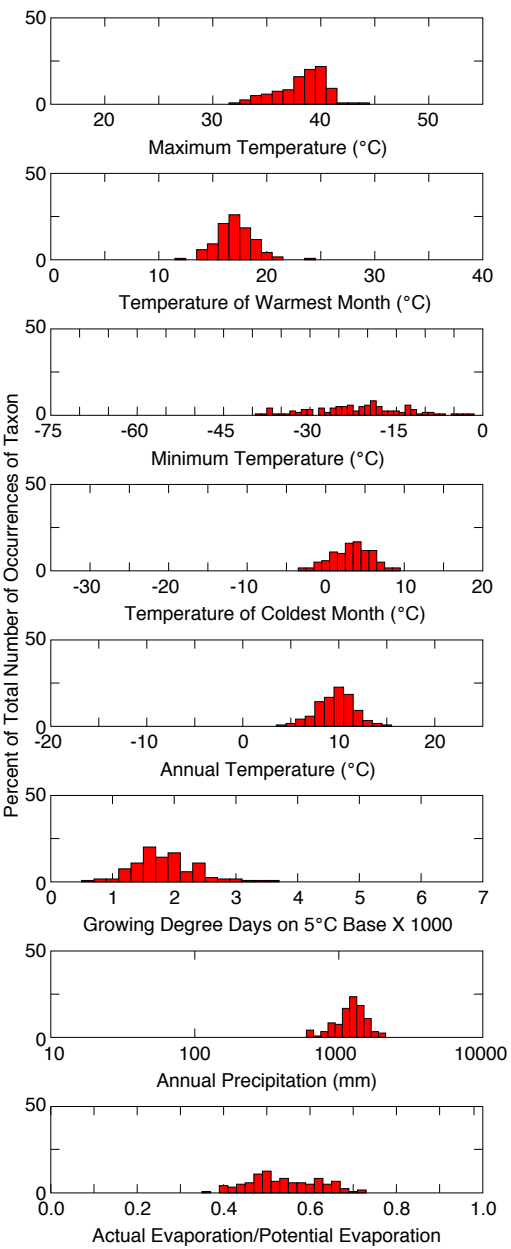 Percent of Total Number of Occurrences of Taxon
50
0
20 30 40 50
Maximum Temperature (°C)
50
0
0 10 20 30 40
Temperature of Warmest Month (°C)
50
0
-75 -60 -45 -30 -15 0
Minimum Temperature (°C)
50
0
-30 -20 -10 0 10 20
Temperature of Coldest Month (°C)
50
0
-20 -10 0 10 20
Annual Temperature (°C)
50
0
0 1 2 3 4 5 6 7
Growing Degree Days on 5°C Base X 1000
50
0
10 100 1000 10000
Annual Precipitation (mm)
50
0
0.0 0.2 0.4 0.6 0.8 1.0
Actual Evaporation/Potential Evaporation